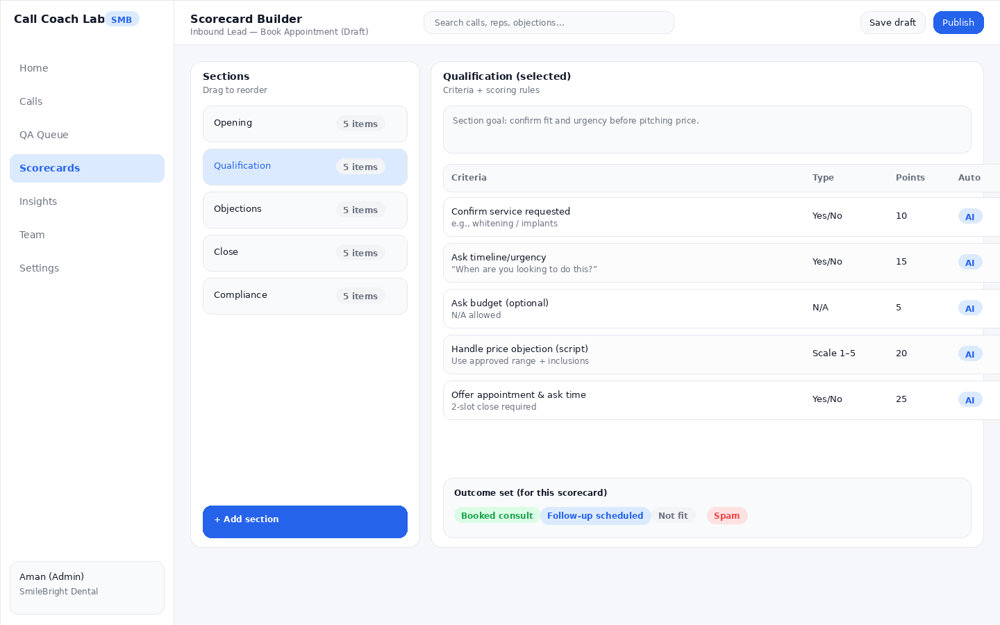 Call Coach Lab SMB
Home
Calls
QA Queue
Scorecards
Insights
Team
Settings
Aman (Admin)
SmileBright Dental
Scorecard Builder
Inbound Lead — Book Appointment (Draft)
Search calls, reps, objections…
Save draft
Publish
Sections
Drag to reorder
Opening 5 items
Qualification 5 items
Objections 5 items
Close 5 items
Compliance 5 items
+ Add section
Qualification (selected)
Criteria + scoring rules
Section goal: confirm fit and urgency before pitching price.
Criteria Type Points Auto
Confirm service requested Yes/No 10 AI
e.g., whitening / implants
Ask timeline/urgency Yes/No 15 AI
“When are you looking to do this?”
Ask budget (optional) N/A 5 AI
N/A allowed
Handle price objection (script) Scale 1–5 20 AI
Use approved range + inclusions
Offer appointment & ask time Yes/No 25 AI
2-slot close required
Outcome set (for this scorecard)
Booked consult Follow-up scheduled Not fit Spam